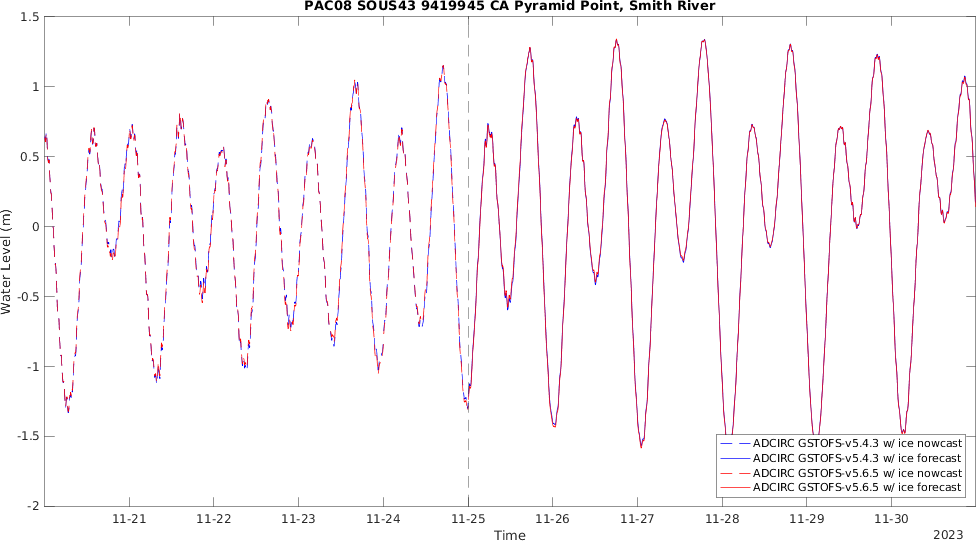 PAC08 SOUS43 9419945 CA Pyramid Point, Smith River
1.5
1
0.5
0
-0.5
-1
-1.5
-2
Water Level (m)
11-21 11-22 11-23 11-24 11-25 11-26 11-27 11-28 11-29 11-30
Time
2023
ADCIRC GSTOFS-v5.4.3 w/ ice nowcast
ADCIRC GSTOFS-v5.4.3 w/ ice forecast
ADCIRC GSTOFS-v5.6.5 w/ ice nowcast
ADCIRC GSTOFS-v5.6.5 w/ ice forecast